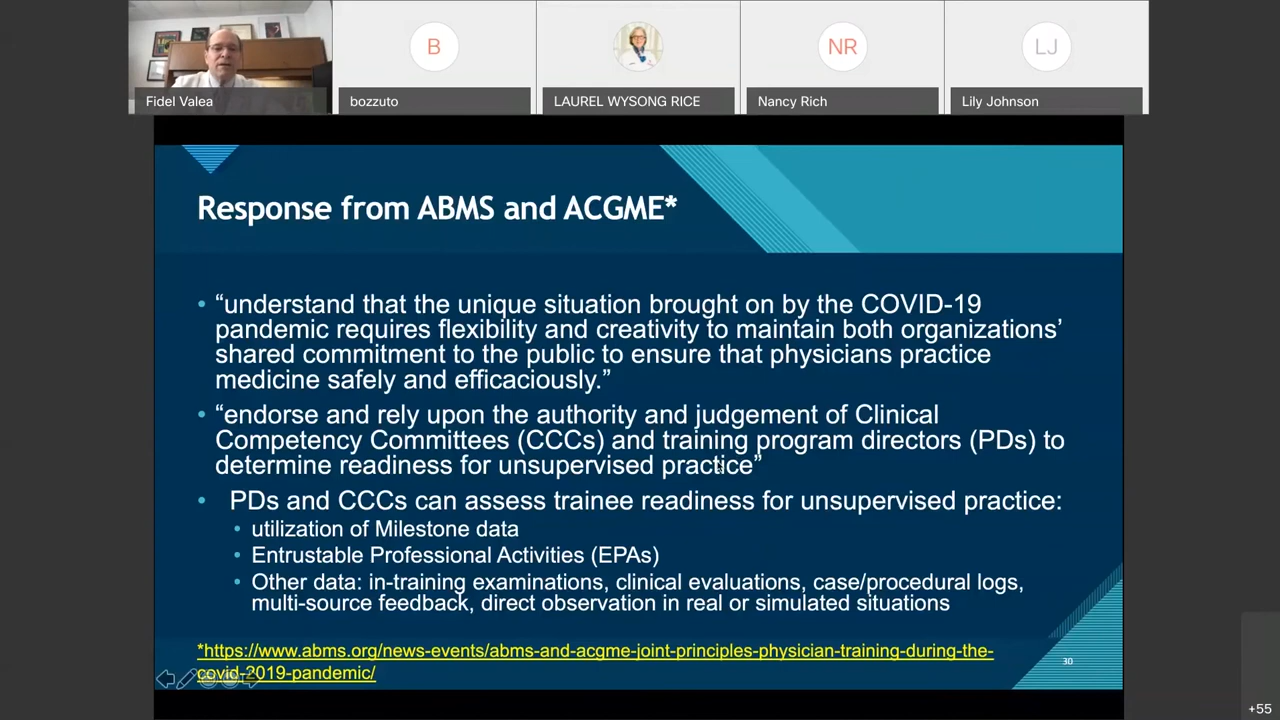 B
NR
LJ
Fidel Valea
bozzuto
LAUREL WYSONG RICE
Nancy Rich
Lily Johnson
Response from ABMS and ACGME*
• “understand that the unique situation brought on by the COVID-19
pandemic requires flexibility and creativity to maintain both organizations’
shared commitment to the public to ensure that physicians practice
medicine safely and efficaciously.”
• “endorse and rely upon the authority and judgement of Clinical
Competency Committees (CCCs) and training program directors (PDs) to
determine readiness for unsupervised practice”
• PDs and CCCs can assess trainee readiness for unsupervised practice:
• utilization of Milestone data
• Entrustable Professional Activities (EPAs)
• Other data: in-training examinations, clinical evaluations, case/procedural logs,
multi-source feedback, direct observation in real or simulated situations
*https://www.abms.org/news-events/abms-and-acgme-joint-principles-physician-training-during-the-
covid-2019-pandemic/
30
+55